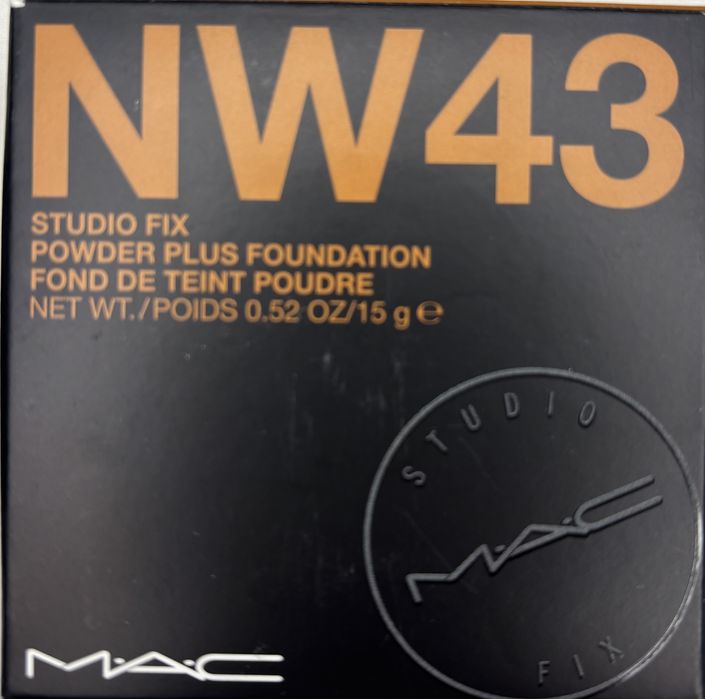 NW43
STUDIO FIX
POWDER PLUS FOUNDATION
FOND DE TEINT POUDRE
NET WT./POIDS 0.52 OZ/15 g ℮
STUDIO
M·A·C
FIX
M·A·C